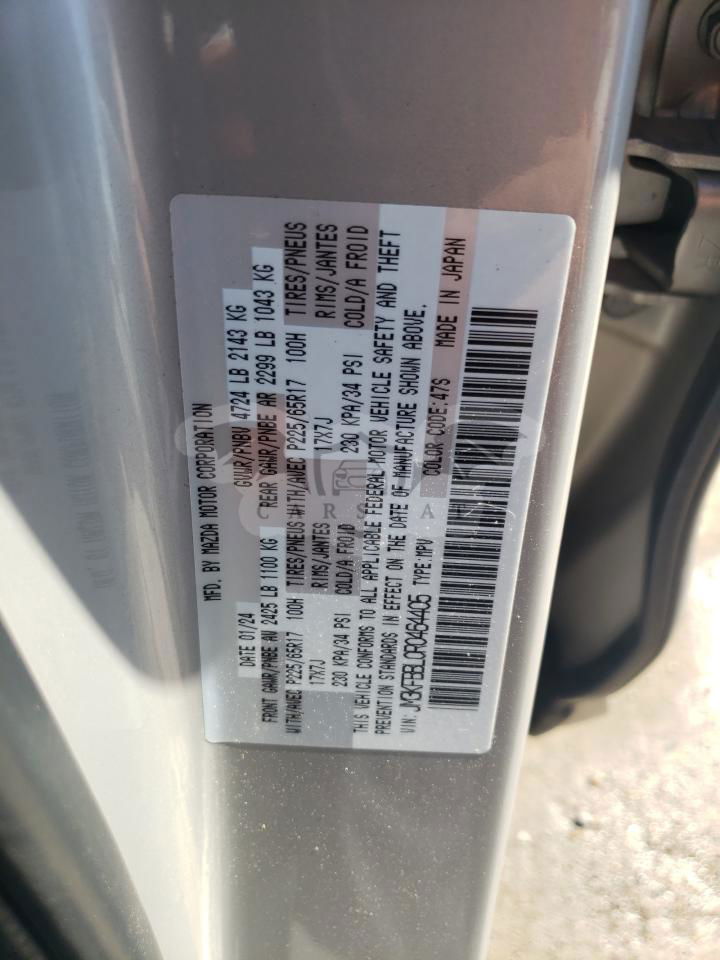 MFD. BY MAZDA MOTOR CORPORATION
DATE 01/24 GVWR/PNBV 4724 LB 2143 KG
FRONT GAWR/PNBE AV 2425 LB 1100 KG REAR GAWR/PNBE AR 2299 LB 1043 KG
WITH/AVEC P225/65R17 100H TIRES/PNEUS WITH/AVEC P225/65R17 100H TIRES/PNEUS
17X7J RIMS/JANTES 17X7J RIMS/JANTES
230 KPA/34 PSI COLD/A FROID 230 KPA/34 PSI COLD/A FROID
THIS VEHICLE CONFORMS TO ALL APPLICABLE FEDERAL MOTOR VEHICLE SAFETY AND THEFT
PREVENTION STANDARDS IN EFFECT ON THE DATE OF MANUFACTURE SHOWN ABOVE.
VIN: JM3KFBBL0R0464405 TYPE: MPV COLOR CODE: 47S MADE IN JAPAN